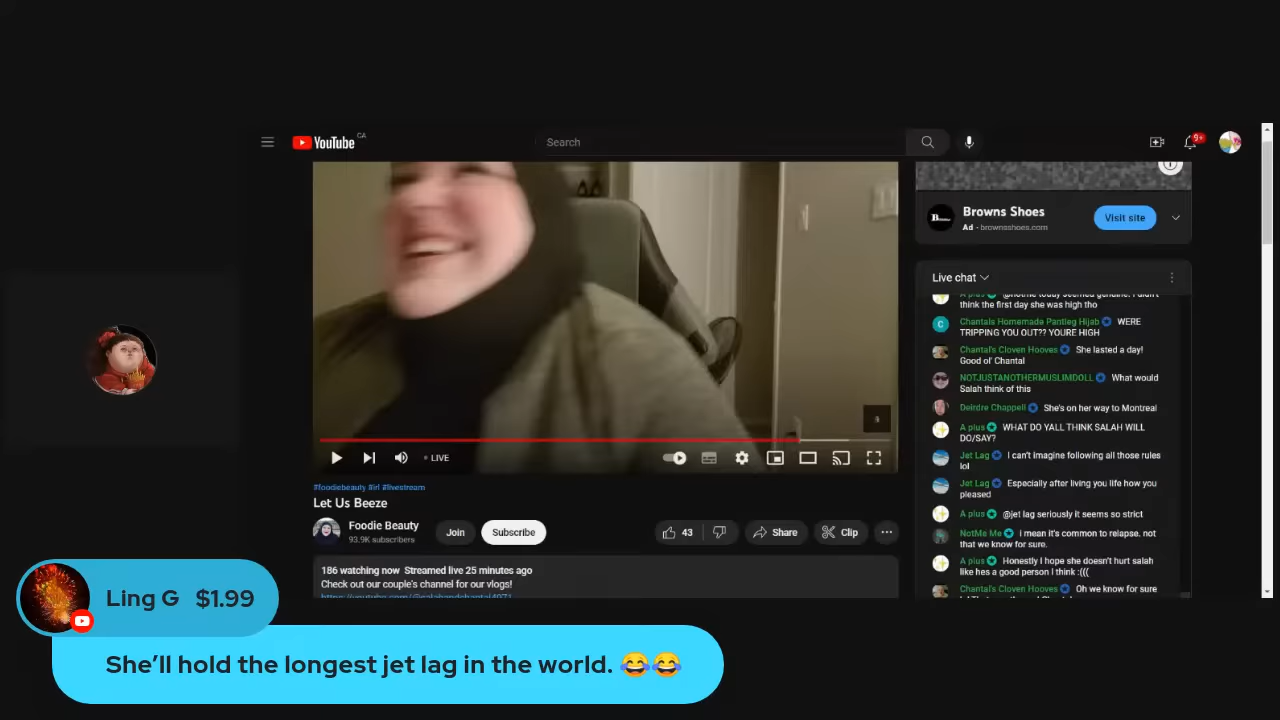 YouTube CA
Search
9+
Browns Shoes
Ad · brownsshoes.com
Visit site
Live chat
think the first day she was high tho
Chantals Homemade Pantleg Hijab WERE
TRIPPING YOU OUT?? YOURE HIGH
Chantal's Cloven Hooves She lasted a day!
Good ol' Chantal
NOTJUSTANOTHERMUSLIMDOLL What would
Salah think of this
Deirdre Chappell She's on her way to Montreal
A plus WHAT DO YALL THINK SALAH WILL
DO/SAY?
Jet Lag I can't imagine following all those rules
lol
Jet Lag Especially after living you life how you
pleased
A plus @jet lag seriously it seems so strict
NotMe Me I mean it's common to relapse. not
that we know for sure.
A plus Honestly I hope she doesn't hurt salah
like hes a good person I think :(((
Chantal's Cloven Hooves Oh we know for sure
LIVE
#foodiebeauty #irl #livestream
Let Us Beeze
Foodie Beauty
93.9K subscribers
Join
Subscribe
43
Share
Clip
186 watching now Streamed live 25 minutes ago
Check out our couple's channel for our vlogs!
Ling G $1.99
She'll hold the longest jet lag in the world. 😂😂